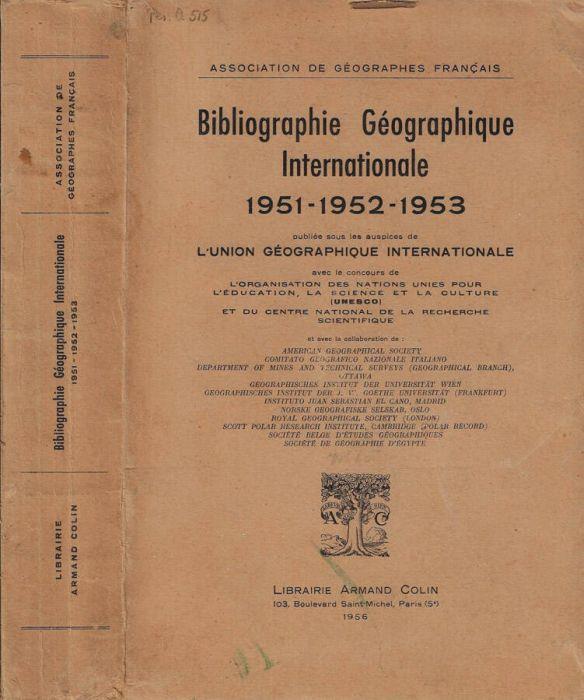 Per. D. 515
ASSOCIATION DE GÉOGRAPHES FRANÇAIS
Bibliographie Géographique
Internationale
1951-1952-1953
publiée sous les auspices de
L'UNION GÉOGRAPHIQUE INTERNATIONALE
avec le concours de
L'ORGANISATION DES NATIONS UNIES POUR
L'ÉDUCATION, LA SCIENCE ET LA CULTURE
(UNESCO)
ET DU CENTRE NATIONAL DE LA RECHERCHE
SCIENTIFIQUE
et avec la collaboration de :
AMERICAN GEOGRAPHICAL SOCIETY
COMITATO GEOGRAFICO NAZIONALE ITALIANO
DEPARTMENT OF MINES AND TECHNICAL SURVEYS (GEOGRAPHICAL BRANCH),
OTTAWA
GEOGRAPHISCHES INSTITUT DER UNIVERSITÄT WIEN
GEOGRAPHISCHES INSTITUT DER J. W. GOETHE UNIVERSITÄT (FRANKFURT)
INSTITUTO JUAN SEBASTIAN EL CANO, MADRID
NORSKE GEOGRAFISKE SELSKAB, OSLO
ROYAL GEOGRAPHICAL SOCIETY (LONDON)
SCOTT POLAR RESEARCH INSTITUTE, CAMBRIDGE (POLAR RECORD)
SOCIÉTÉ BELGE D'ÉTUDES GÉOGRAPHIQUES
SOCIÉTÉ DE GÉOGRAPHIE D'ÉGYPTE
A C
LIBRAIRIE ARMAND COLIN
103, Boulevard Saint-Michel, Paris (5e)
1956
ASSOCIATION DE
GÉOGRAPHES FRANÇAIS
Bibliographie Géographique Internationale
1951-1952-1953
LIBRAIRIE
ARMAND COLIN